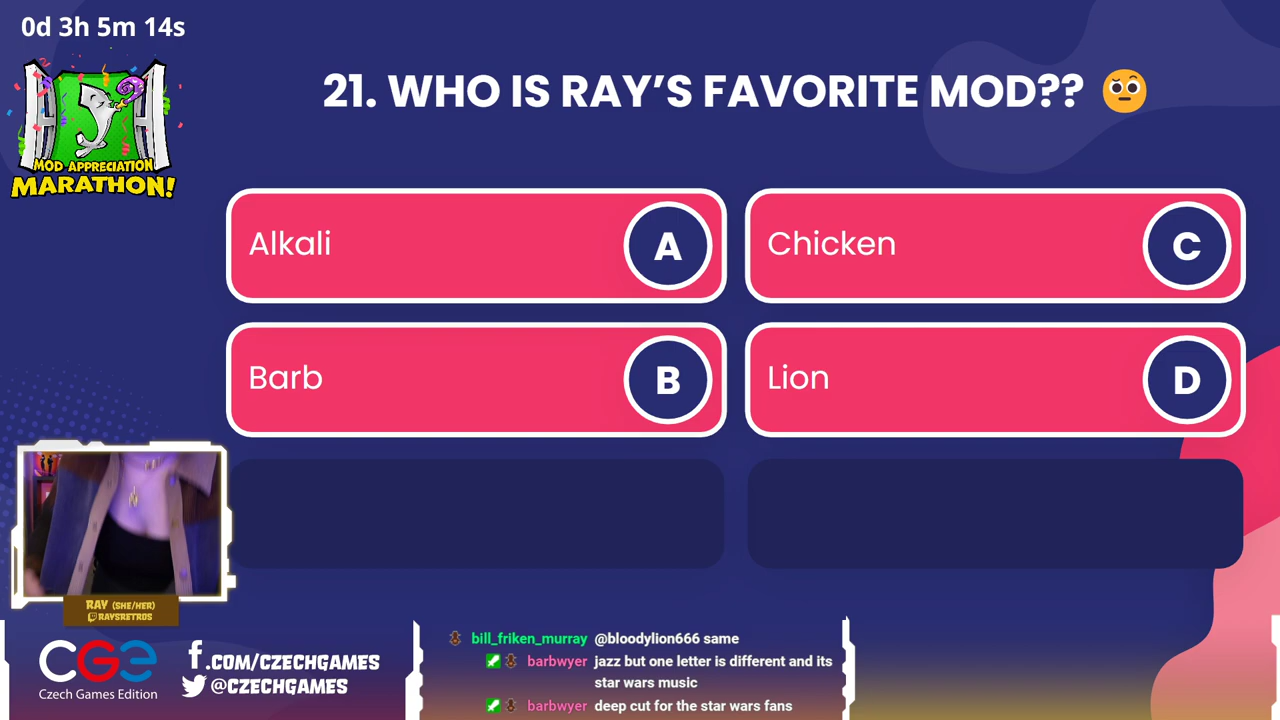 0d 3h 5m 14s
MOD APPRECIATION
MARATHON!
21. WHO IS RAY’S FAVORITE MOD?? 🤨
Alkali
A
Chicken
C
Barb
B
Lion
D
RAY (SHE/HER)
RAYSRETROS
CGE
Czech Games Edition
f.COM/CZECHGAMES
@CZECHGAMES
bill_friken_murray @bloodylion666 same
barbwyer jazz but one letter is different and its
star wars music
barbwyer deep cut for the star wars fans